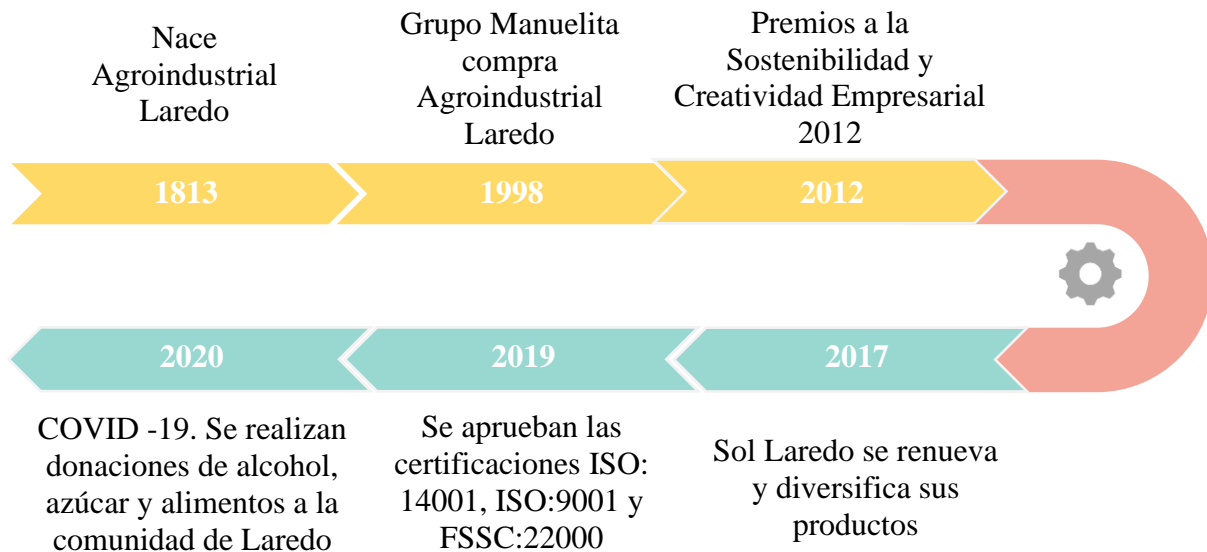 Nace
Agroindustrial
Laredo
1813
Grupo Manuelita
compra
Agroindustrial
Laredo
1998
Premios a la
Sostenibilidad y
Creatividad Empresarial
2012
2012
2017
Sol Laredo se renueva
y diversifica sus
productos
2019
Se aprueban las
certificaciones ISO:
14001, ISO:9001 y
FSSC:22000
2020
COVID -19. Se realizan
donaciones de alcohol,
azúcar y alimentos a la
comunidad de Laredo